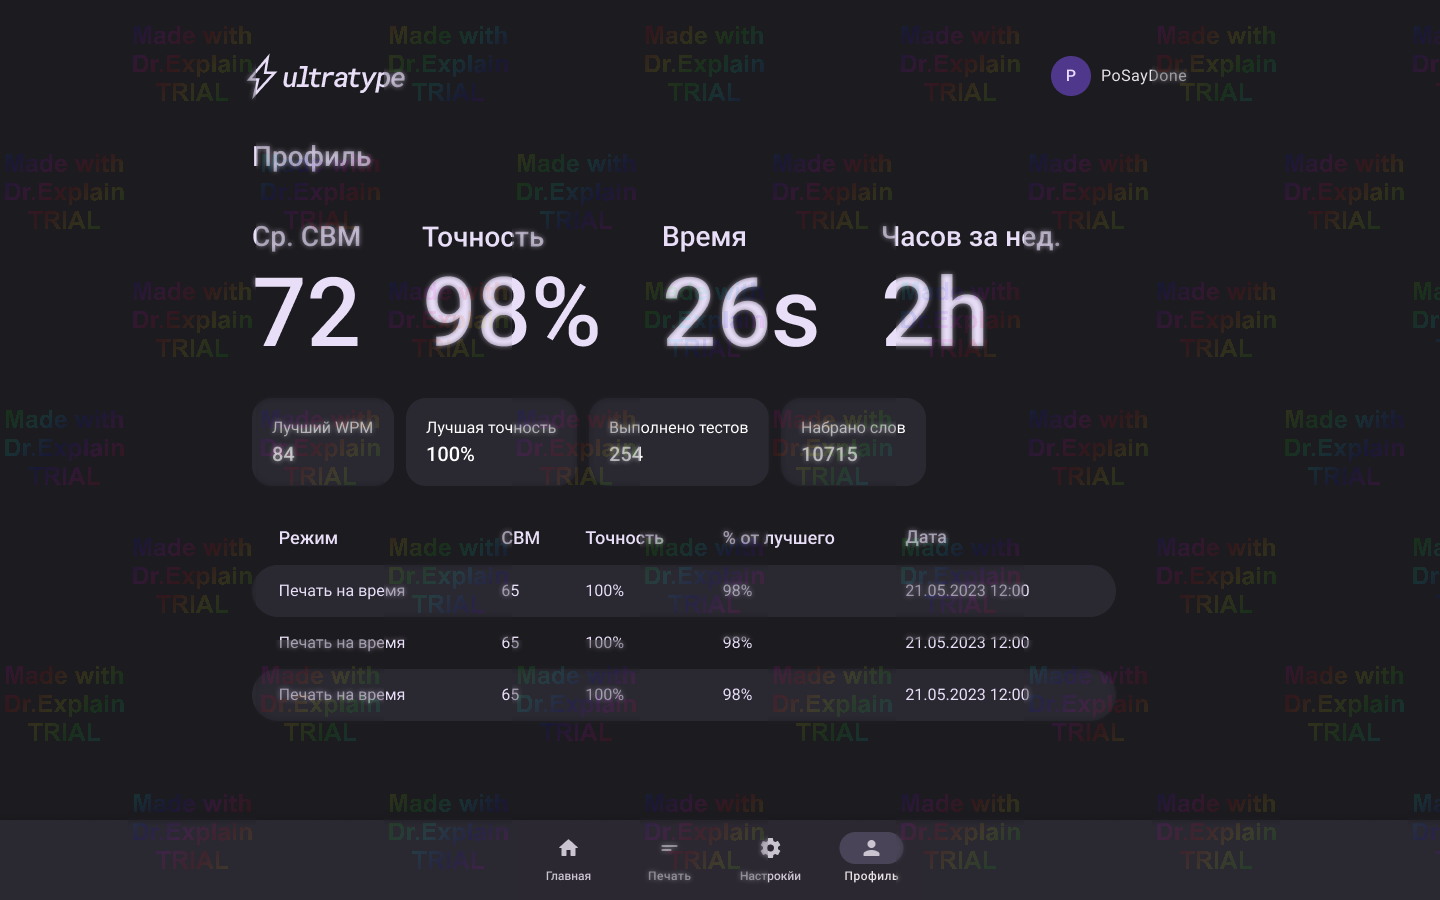 ultratype
P PoSayDone
Профиль
Ср. CBM Точность Время Часов за нед.
72 98% 26s 2h
Лучший WPM Лучшая точность Выполнено тестов Набрано слов
84 100% 254 10715
Режим CBM Точность % от лучшего Дата
Печать на время 65 100% 98% 21.05.2023 12:00
Печать на время 65 100% 98% 21.05.2023 12:00
Печать на время 65 100% 98% 21.05.2023 12:00
Главная Печать Настрокйи Профиль
Made with
Dr.Explain
TRIAL